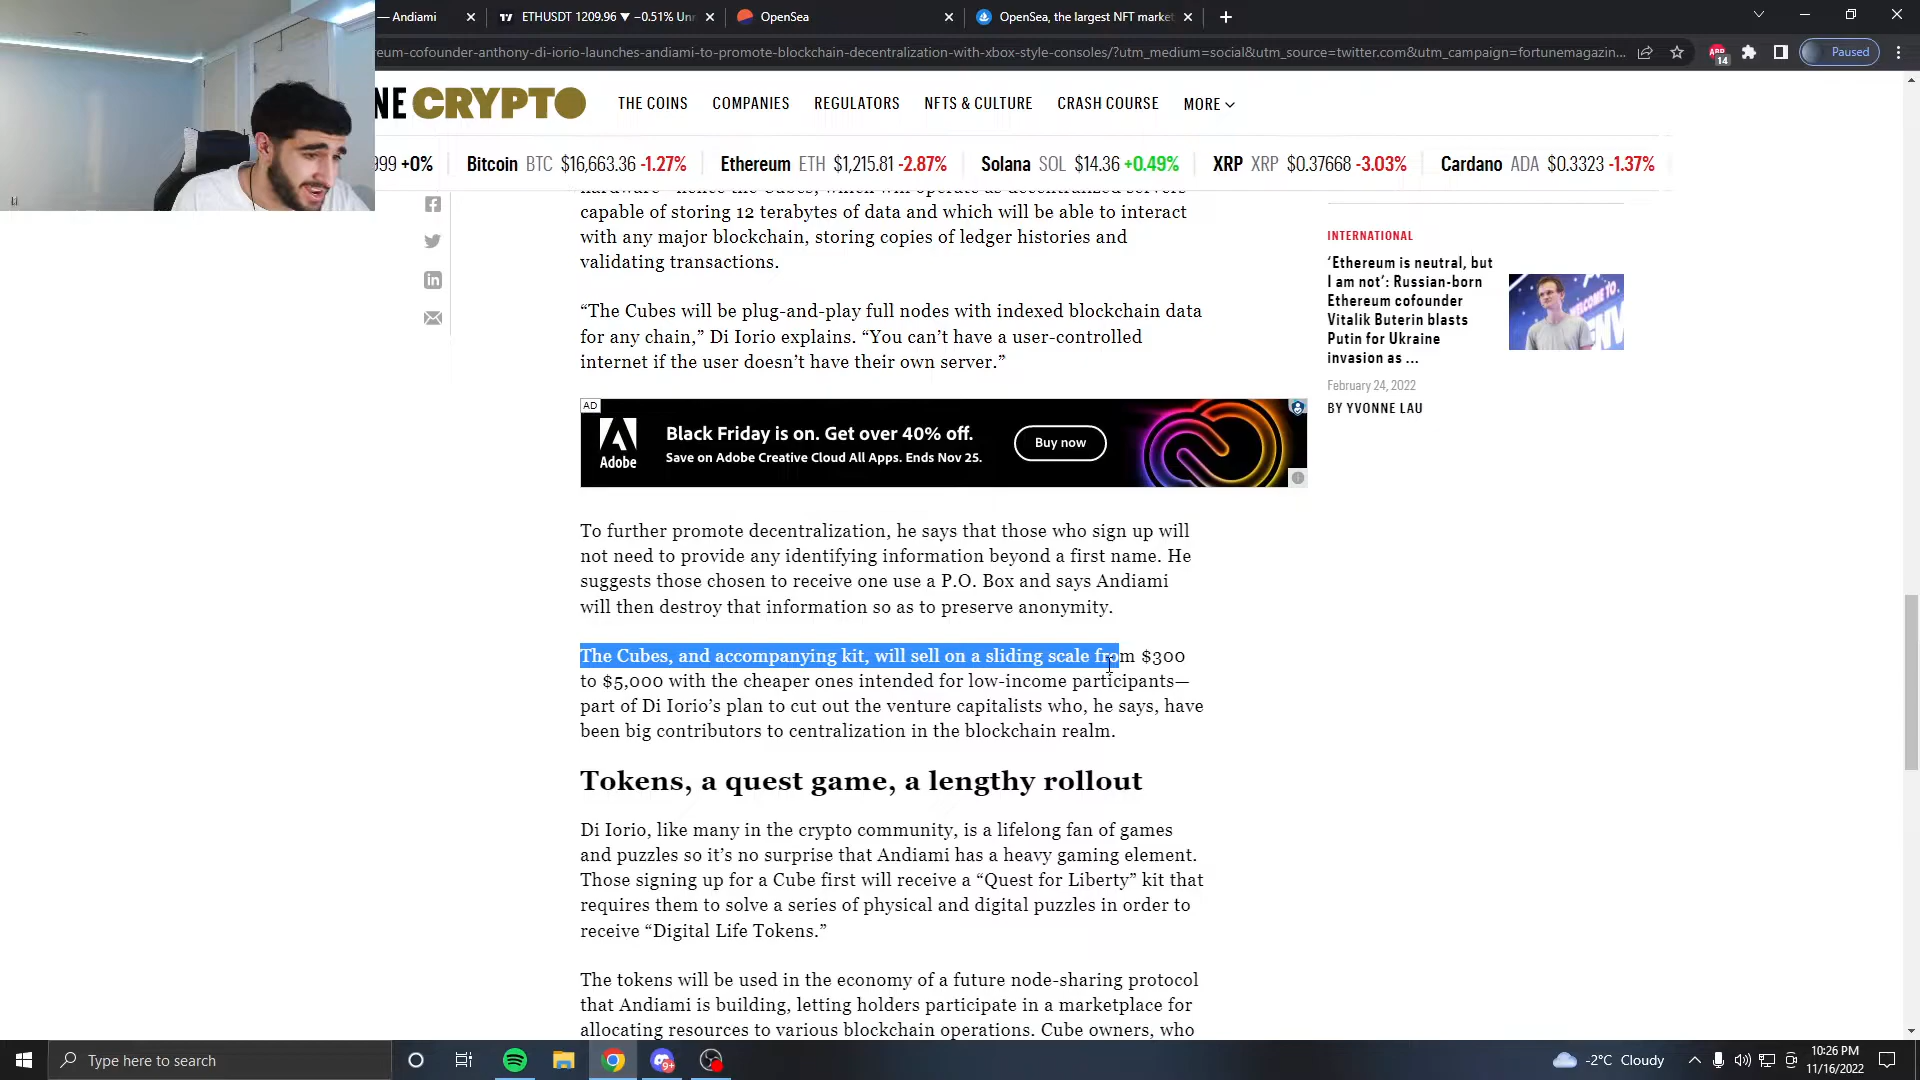 — Andiami
ETHUSDT 1209.96 ▼ −0.51% Unr
OpenSea
OpenSea, the largest NFT market
eum-cofounder-anthony-di-iorio-launches-andiami-to-promote-blockchain-decentralization-with-xbox-style-consoles/?utm_medium=social&utm_source=twitter.com&utm_campaign=fortunemagazin...
ABP
14
Paused
NE CRYPTO
THE COINS
COMPANIES
REGULATORS
NFTS & CULTURE
CRASH COURSE
MORE
999 +0%
Bitcoin BTC $16,663.36 -1.27%
Ethereum ETH $1,215.81 -2.87%
Solana SOL $14.36 +0.49%
XRP XRP $0.37668 -3.03%
Cardano ADA $0.3323 -1.37%
hardware—hence the Cubes, which will operate as decentralized servers
capable of storing 12 terabytes of data and which will be able to interact
with any major blockchain, storing copies of ledger histories and
validating transactions.
“The Cubes will be plug-and-play full nodes with indexed blockchain data
for any chain,” Di Iorio explains. “You can’t have a user-controlled
internet if the user doesn’t have their own server.”
AD
Adobe
Black Friday is on. Get over 40% off.
Save on Adobe Creative Cloud All Apps. Ends Nov 25.
Buy now
To further promote decentralization, he says that those who sign up will
not need to provide any identifying information beyond a first name. He
suggests those chosen to receive one use a P.O. Box and says Andiami
will then destroy that information so as to preserve anonymity.
The Cubes, and accompanying kit, will sell on a sliding scale from $300
to $5,000 with the cheaper ones intended for low-income participants—
part of Di Iorio’s plan to cut out the venture capitalists who, he says, have
been big contributors to centralization in the blockchain realm.
Tokens, a quest game, a lengthy rollout
Di Iorio, like many in the crypto community, is a lifelong fan of games
and puzzles so it’s no surprise that Andiami has a heavy gaming element.
Those signing up for a Cube first will receive a “Quest for Liberty” kit that
requires them to solve a series of physical and digital puzzles in order to
receive “Digital Life Tokens.”
The tokens will be used in the economy of a future node-sharing protocol
that Andiami is building, letting holders participate in a marketplace for
allocating resources to various blockchain operations. Cube owners, who
INTERNATIONAL
‘Ethereum is neutral, but
I am not’: Russian-born
Ethereum cofounder
Vitalik Buterin blasts
Putin for Ukraine
invasion as ...
February 24, 2022
BY YVONNE LAU
Type here to search
9+
-2°C Cloudy
10:26 PM
11/16/2022